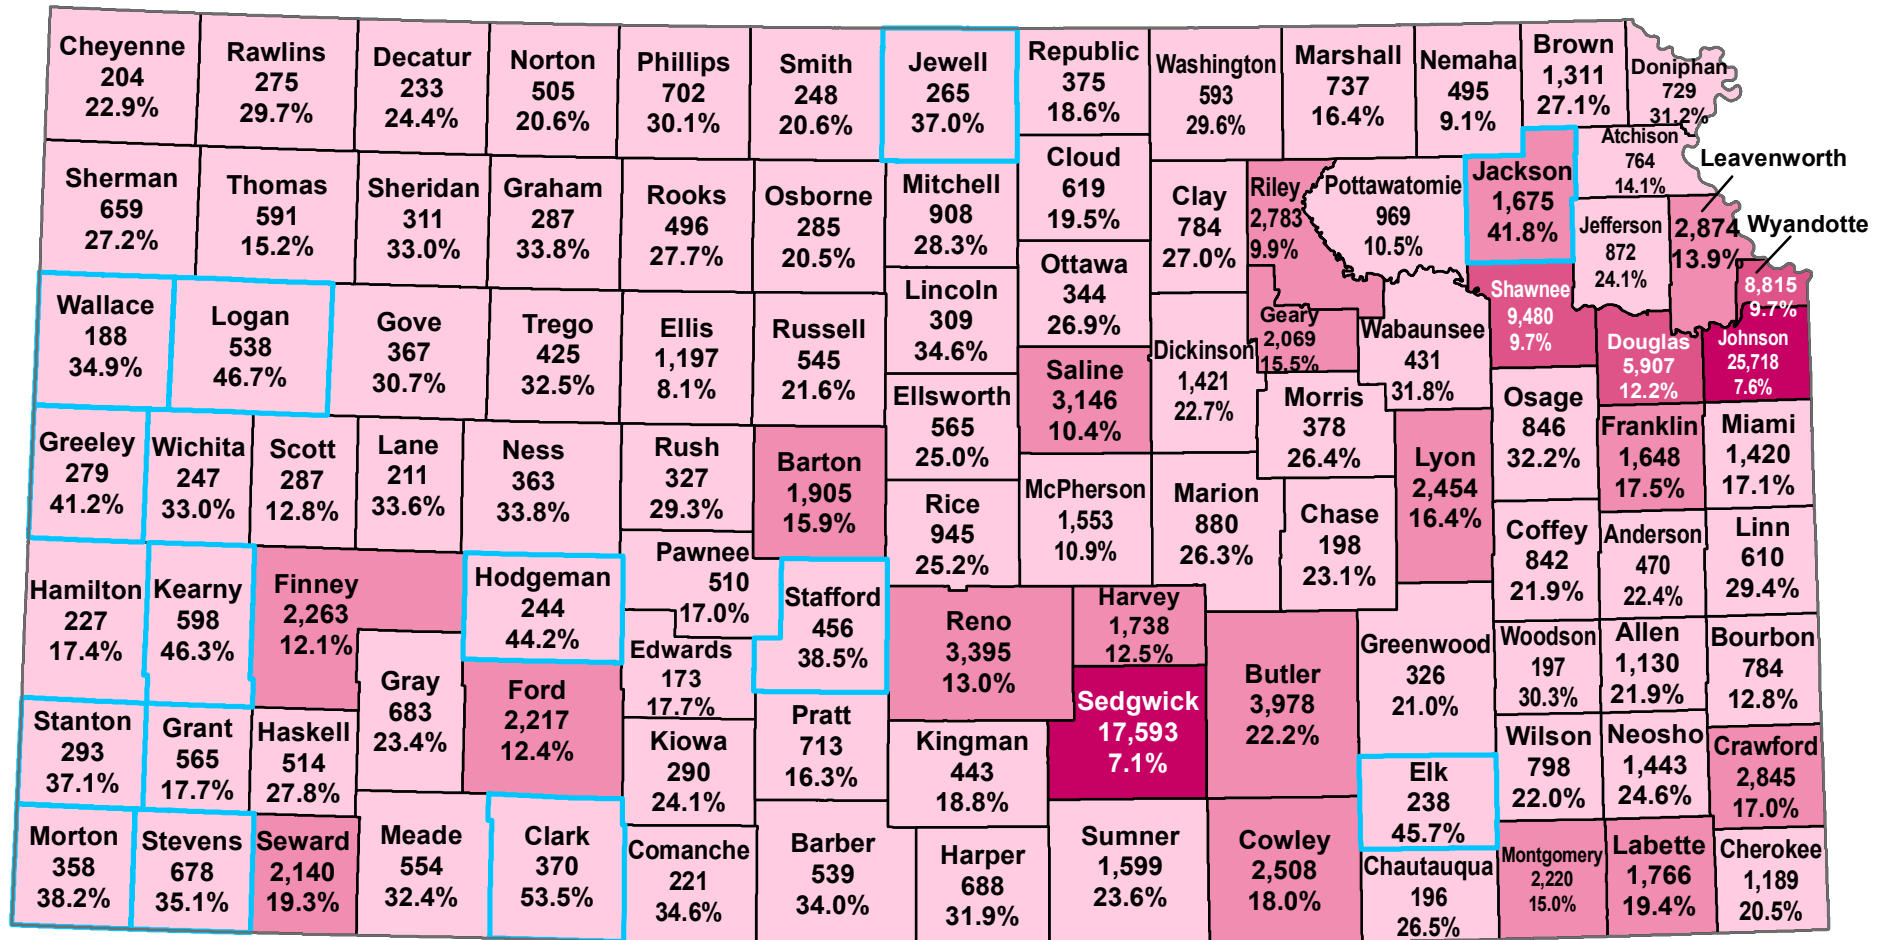 Cheyenne
204
22.9%
Rawlins
275
29.7%
Decatur
233
24.4%
Norton
505
20.6%
Phillips
702
30.1%
Smith
248
20.6%
Jewell
265
37.0%
Republic
375
18.6%
Washington
593
29.6%
Marshall
737
16.4%
Nemaha
495
9.1%
Brown
1,311
27.1%
Doniphan
729
31.2%
Sherman
659
27.2%
Thomas
591
15.2%
Sheridan
311
33.0%
Graham
287
33.8%
Rooks
496
27.7%
Osborne
285
20.5%
Mitchell
908
28.3%
Cloud
619
19.5%
Clay
784
27.0%
Riley
2,783
9.9%
Pottawatomie
969
10.5%
Jackson
1,675
41.8%
Atchison
764
14.1%
Leavenworth
2,874
13.9%
Jefferson
872
24.1%
Wyandotte
8,815
9.7%
Wallace
188
34.9%
Logan
538
46.7%
Gove
367
30.7%
Trego
425
32.5%
Ellis
1,197
8.1%
Russell
545
21.6%
Lincoln
309
34.6%
Ottawa
344
26.9%
Saline
3,146
10.4%
Dickinson
1,421
22.7%
Geary
2,069
15.5%
Wabaunsee
431
31.8%
Shawnee
9,480
9.7%
Douglas
5,907
12.2%
Johnson
25,718
7.6%
Greeley
279
41.2%
Wichita
247
33.0%
Scott
287
12.8%
Lane
211
33.6%
Ness
363
33.8%
Rush
327
29.3%
Barton
1,905
15.9%
Ellsworth
565
25.0%
Rice
945
25.2%
McPherson
1,553
10.9%
Marion
880
26.3%
Morris
378
26.4%
Chase
198
23.1%
Lyon
2,454
16.4%
Osage
846
32.2%
Franklin
1,648
17.5%
Miami
1,420
17.1%
Coffey
842
21.9%
Anderson
470
22.4%
Linn
610
29.4%
Hamilton
227
17.4%
Kearny
598
46.3%
Finney
2,263
12.1%
Hodgeman
244
44.2%
Pawnee
510
17.0%
Stafford
456
38.5%
Edwards
173
17.7%
Reno
3,395
13.0%
Harvey
1,738
12.5%
Sedgwick
17,593
7.1%
Butler
3,978
22.2%
Greenwood
326
21.0%
Woodson
197
30.3%
Allen
1,130
21.9%
Bourbon
784
12.8%
Stanton
293
37.1%
Grant
565
17.7%
Haskell
514
27.8%
Gray
683
23.4%
Ford
2,217
12.4%
Kiowa
290
24.1%
Pratt
713
16.3%
Kingman
443
18.8%
Elk
238
45.7%
Wilson
798
22.0%
Neosho
1,443
24.6%
Crawford
2,845
17.0%
Morton
358
38.2%
Stevens
678
35.1%
Seward
2,140
19.3%
Meade
554
32.4%
Clark
370
53.5%
Comanche
221
34.6%
Barber
539
34.0%
Harper
688
31.9%
Sumner
1,599
23.6%
Cowley
2,508
18.0%
Chautauqua
196
26.5%
Montgomery
2,220
15.0%
Labette
1,766
19.4%
Cherokee
1,189
20.5%